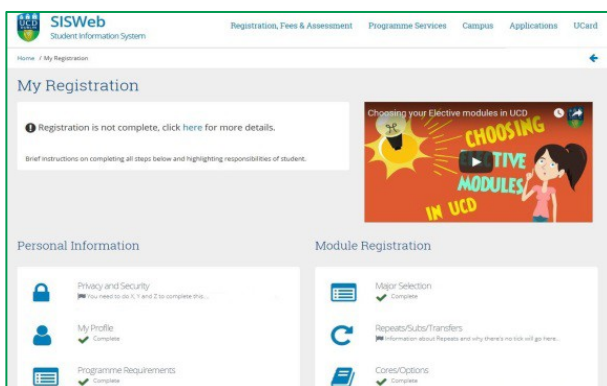 UCD
DUBLIN
SISWeb
Student Information System
Registration, Fees & Assessment Programme Services Campus Applications UCard
Home / My Registration
My Registration
Registration is not complete, click here for more details.
Brief instructions on completing all steps below and highlighting responsibilities of student.
Choosing your Elective modules in UCD
CHOOSING
ELECTIVE
MODULES
IN UCD
Personal Information
Privacy and Security
You need to do X, Y and Z to complete this...
My Profile
Complete
Programme Requirements
Complete
Module Registration
Major Selection
Complete
Repeats/Subs/Transfers
Information about Repeats and why there's no tick will go here.
Cores/Options
Complete